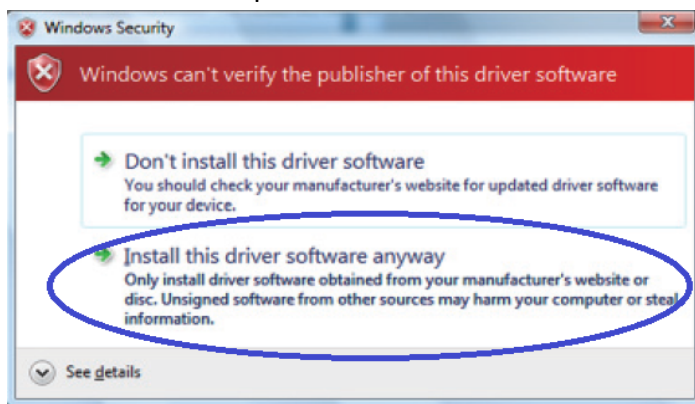 Windows Security
Windows can't verify the publisher of this driver software
Don't install this driver software
You should check your manufacturer's website for updated driver software
for your device.
Install this driver software anyway
Only install driver software obtained from your manufacturer's website or
disc. Unsigned software from other sources may harm your computer or steal
information.
See details